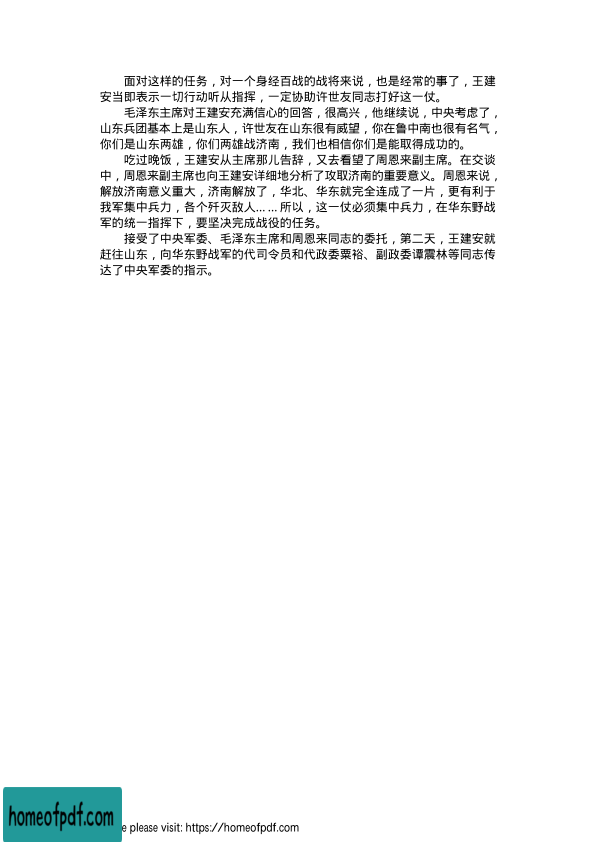 面对这样的任务，对一个身经百战的战将来说，也是经常的事了，王建
安当即表示一切行动听从指挥，一定协助许世友同志打好这一仗。
毛泽东主席对王建安充满信心的回答，很高兴，他继续说，中央考虑了，
山东兵团基本上是山东人，许世友在山东很有威望，你在鲁中南也很有名气，
你们是山东两雄，你们两雄战济南，我们也相信你们是能取得成功的。
吃过晚饭，王建安从主席那儿告辞，又去看望了周恩来副主席。在交谈
中，周恩来副主席也向王建安详细地分析了攻取济南的重要意义。周恩来说，
解放济南意义重大，济南解放了，华北、华东就完全连成了一片，更有利于
我军集中兵力，各个歼灭敌人……所以，这一仗必须集中兵力，在华东野战
军的统一指挥下，要坚决完成战役的任务。
接受了中央军委、毛泽东主席和周恩来同志的委托，第二天，王建安就
赶往山东，向华东野战军的代司令员和代政委粟裕、副政委谭震林等同志传
达了中央军委的指示。
homeofpdf.com
e please visit: https://homeofpdf.com